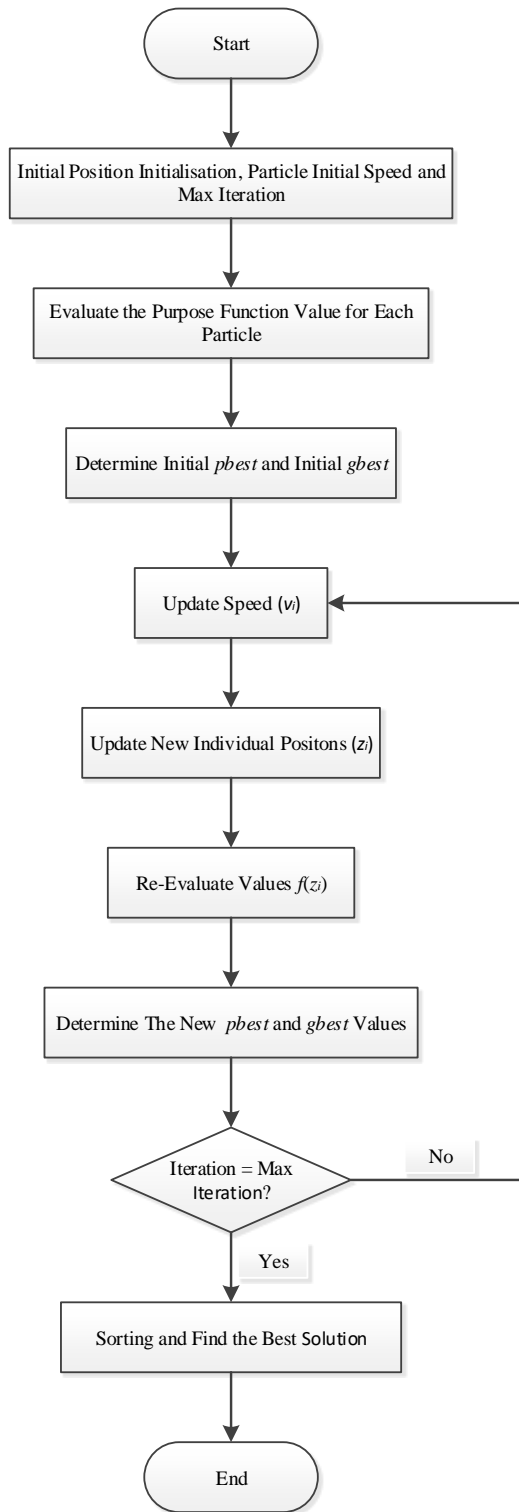 Start
Initial Position Initialisation, Particle Initial Speed and
Max Iteration
Evaluate the Purpose Function Value for Each
Particle
Determine Initial pbest and Initial gbest
Update Speed (vi)
Update New Individual Positons (zi)
Re-Evaluate Values f(zi)
Determine The New pbest and gbest Values
Iteration = Max
Iteration?
No
Yes
Sorting and Find the Best Solution
End